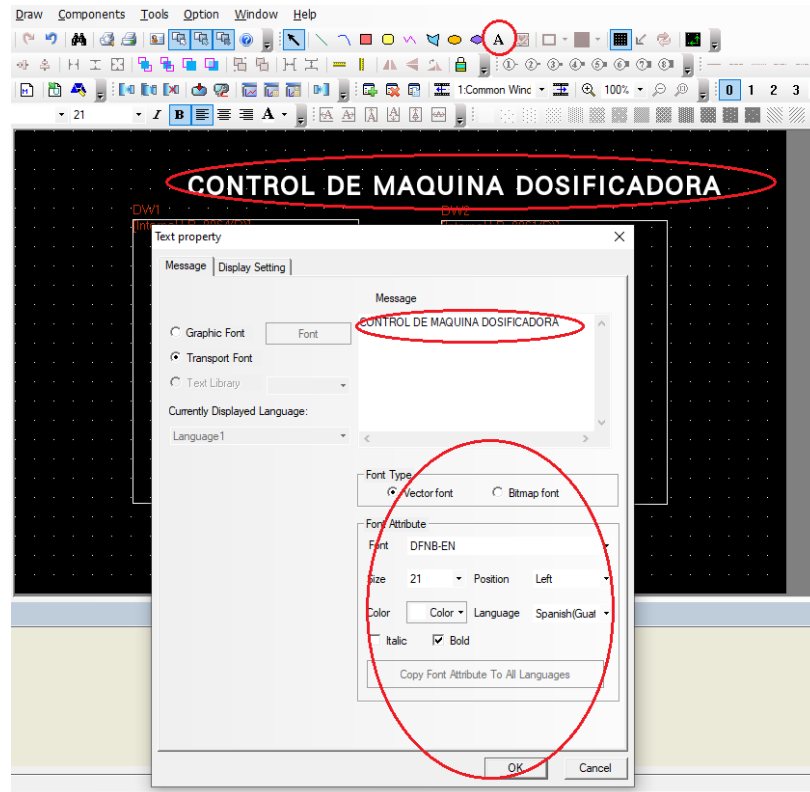 Draw Components Tools Option Window Help
A
1:Common Winc 100% 0 1 2 3
21 I B A
CONTROL DE MAQUINA DOSIFICADORA
DW1 DW2
Text property
Message Display Setting
Message
CONTROL DE MAQUINA DOSIFICADORA
Graphic Font Font
Transport Font
Text Library
Currently Displayed Language:
Language1
Font Type
Vector font Bitmap font
Font Attribute
Font DFNB-EN
Size 21 Position Left
Color Color Language Spanish(Guat
Italic Bold
Copy Font Attribute To All Languages
OK Cancel